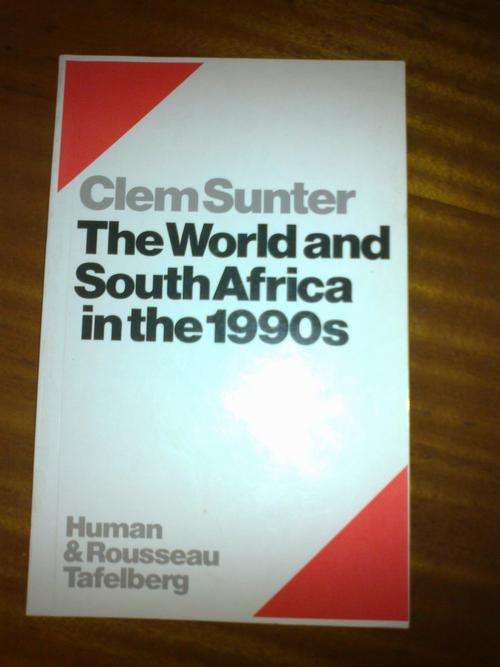 Clem Sunter
The World and
South Africa
in the 1990s
Human
& Rousseau
Tafelberg